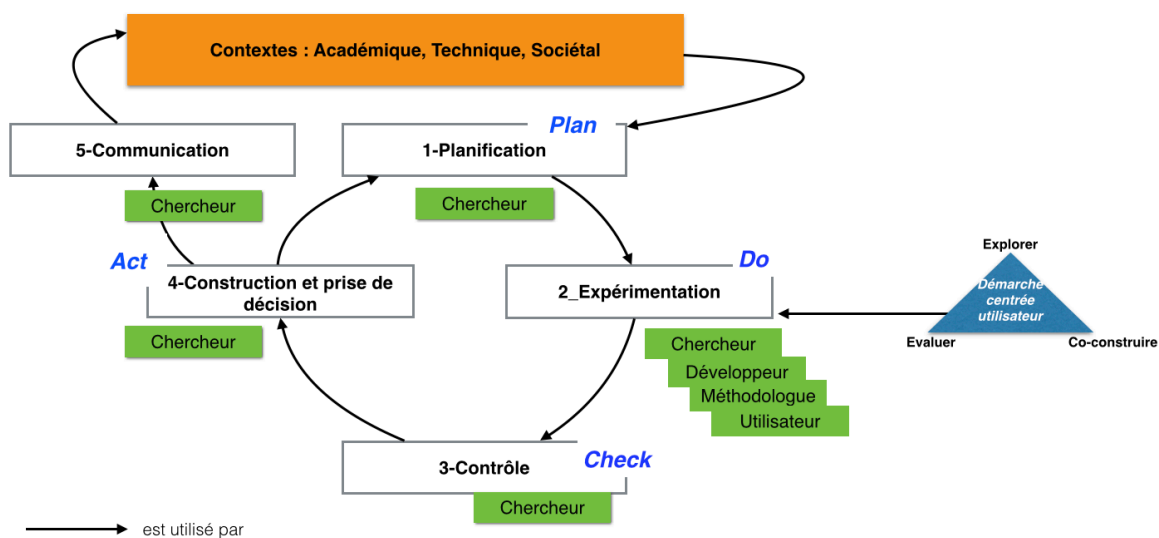 Contextes : Académique, Technique, Sociétal
Plan
5-Communication
1-Planification
Chercheur
Chercheur
Act
4-Construction et prise de
décision
Chercheur
Do
2_Expérimentation
Chercheur
Développeur
Méthodologue
Utilisateur
Explorer
Démarche
centrée
utilisateur
Evaluer
Co-construire
Check
3-Contrôle
Chercheur
est utilisé par